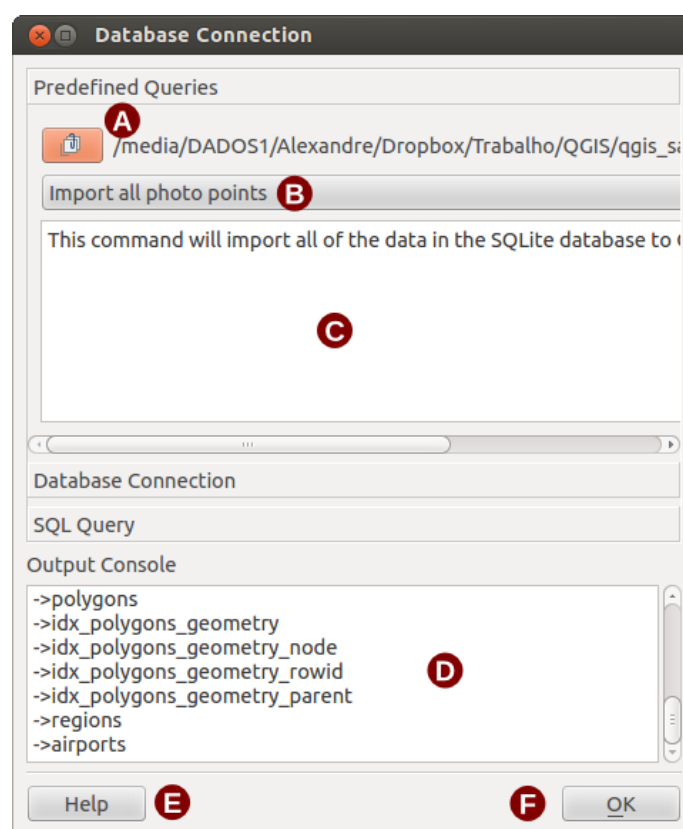 Database Connection
Predefined Queries
A
/media/DADOS1/Alexandre/Dropbox/Trabalho/QGIS/qgis_sa
Import all photo points B
This command will import all of the data in the SQLite database to
C
Database Connection
SQL Query
Output Console
->polygons
->idx_polygons_geometry
->idx_polygons_geometry_node
->idx_polygons_geometry_rowid
->idx_polygons_geometry_parent
->regions
->airports
D
Help E F OK